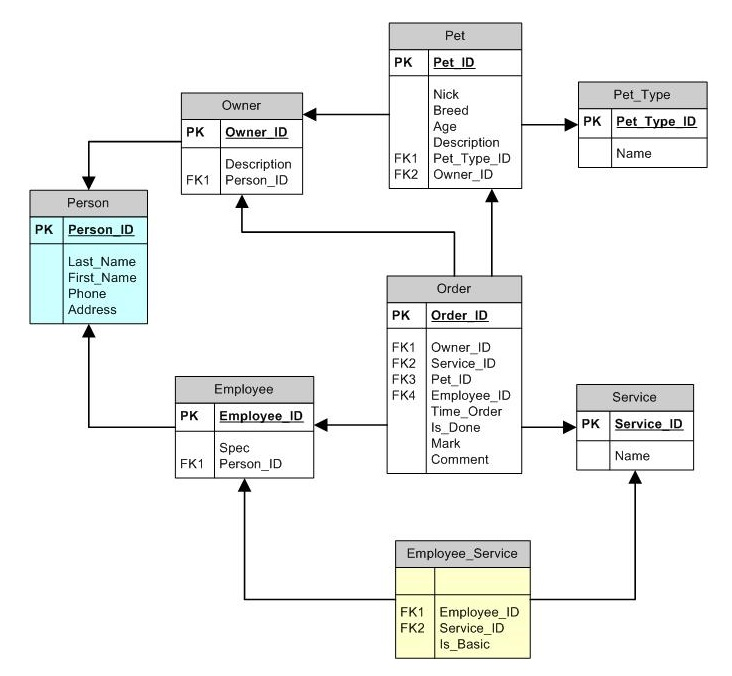 Pet
PK Pet_ID
Nick
Breed
Age
Description
FK1 Pet_Type_ID
FK2 Owner_ID
Pet_Type
PK Pet_Type_ID
Name
Owner
PK Owner_ID
Description
FK1 Person_ID
Person
PK Person_ID
Last_Name
First_Name
Phone
Address
Order
PK Order_ID
FK1 Owner_ID
FK2 Service_ID
FK3 Pet_ID
FK4 Employee_ID
Time_Order
Is_Done
Mark
Comment
Employee
PK Employee_ID
Spec
FK1 Person_ID
Service
PK Service_ID
Name
Employee_Service
FK1 Employee_ID
FK2 Service_ID
Is_Basic